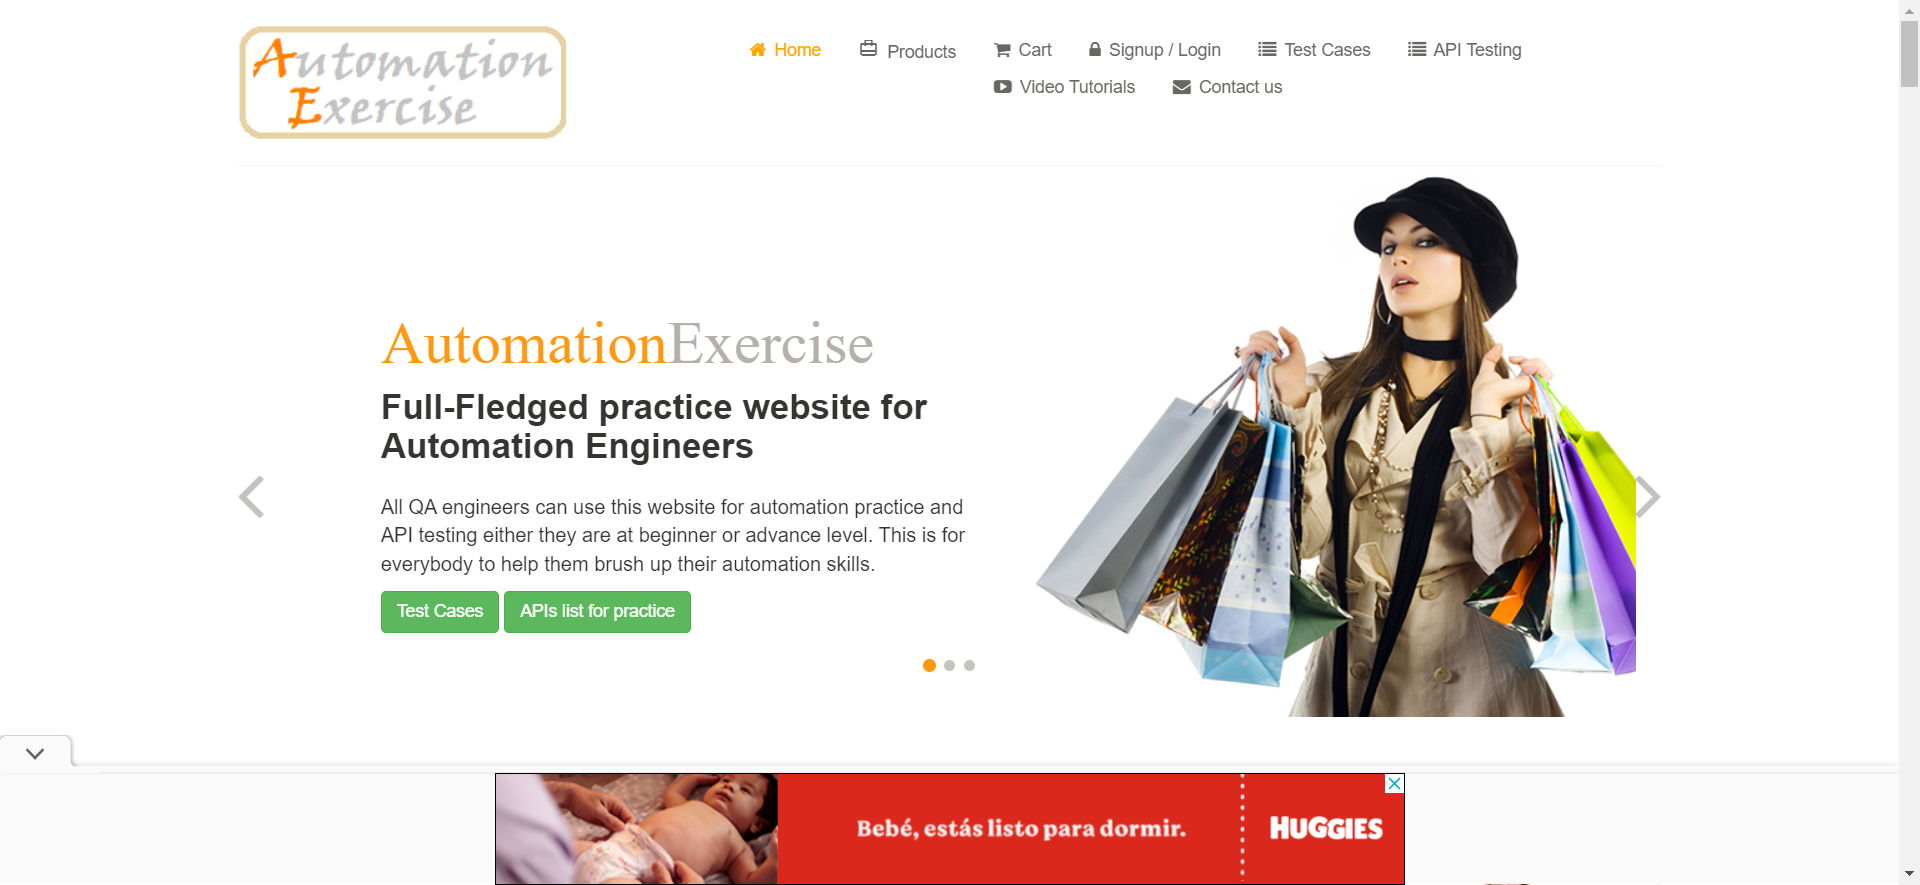 Automation
Exercise
Home
Products
Cart
Signup / Login
Test Cases
API Testing
Video Tutorials
Contact us
AutomationExercise
Full-Fledged practice website for
Automation Engineers
All QA engineers can use this website for automation practice and
API testing either they are at beginner or advance level. This is for
everybody to help them brush up their automation skills.
Test Cases
APIs list for practice
Bebé, estás listo para dormir.
HUGGIES